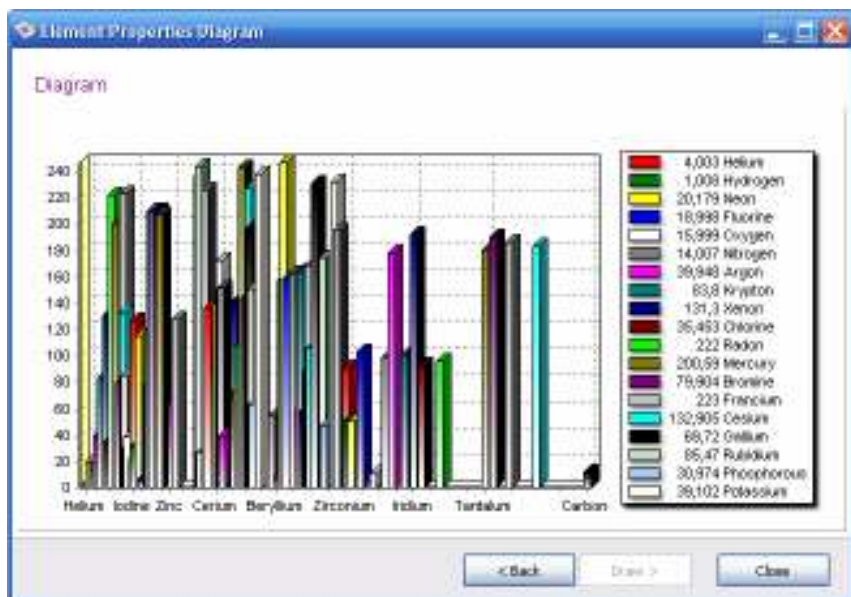 Element Properties Diagram
Diagram
240
220
200
180
160
140
120
100
80
60
40
20
0
Helium Iodine Zinc Cerium Beryllium Zirconium Iridium Tantalum Carbon
4,003 Helium
1,008 Hydrogen
20,179 Neon
18,998 Fluorine
15,999 Oxygen
14,007 Nitrogen
39,948 Argon
83,8 Krypton
131,3 Xenon
35,453 Chlorine
222 Radon
200,59 Mercury
79,904 Bromine
223 Francium
132,905 Cesium
69,72 Gallium
85,47 Rubidium
30,974 Phosphorous
39,102 Potassium
< Back Draw > Close